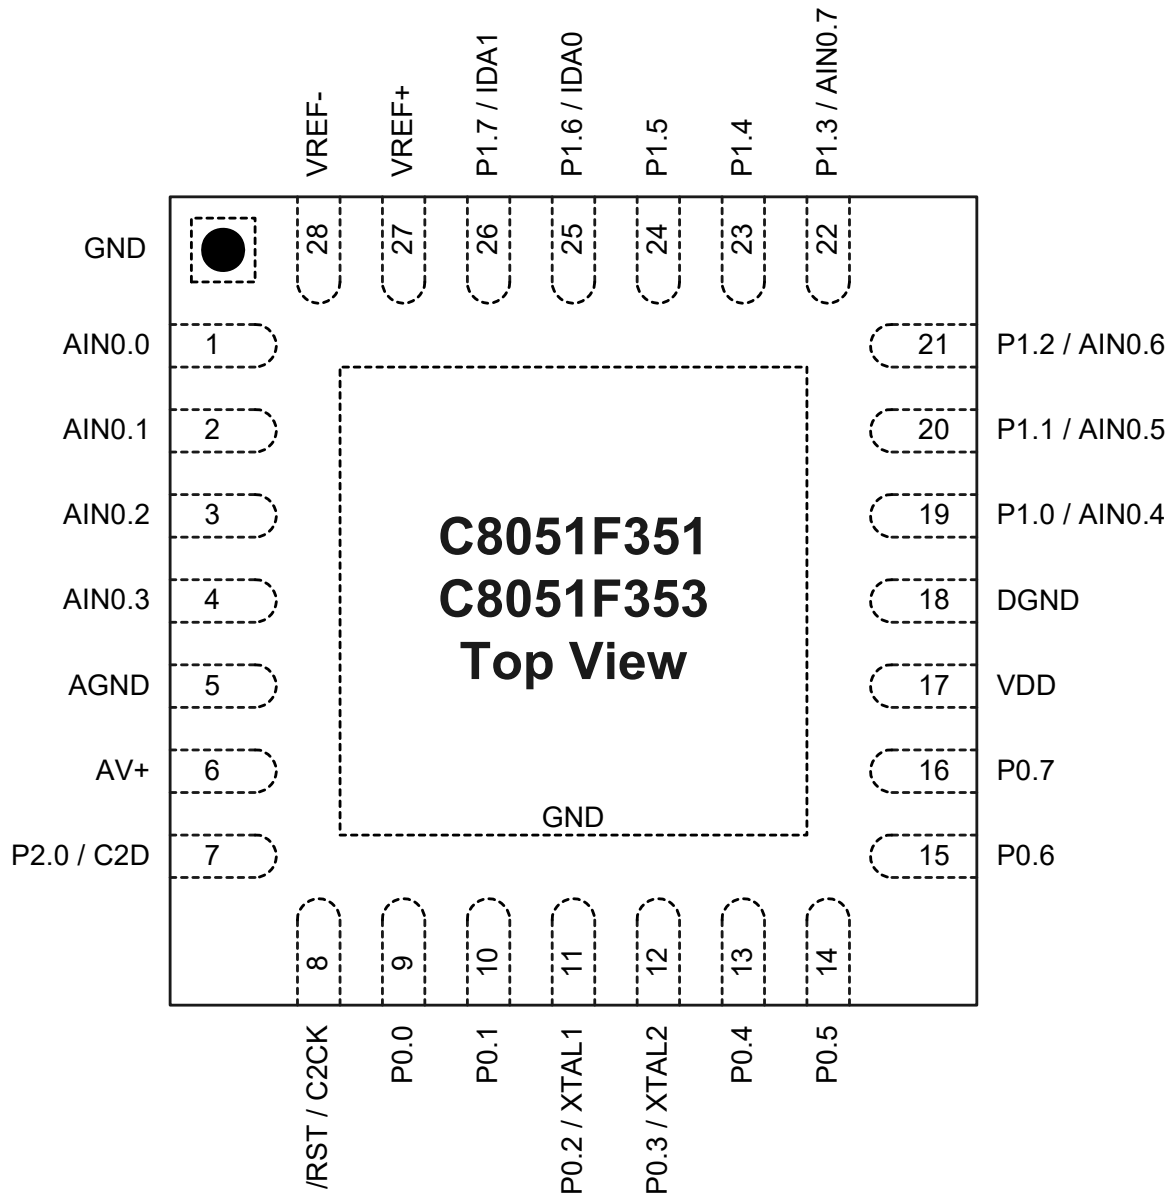 VREF-
VREF+
P1.7 / IDA1
P1.6 / IDA0
P1.5
P1.4
P1.3 / AIN0.7
28
27
26
25
24
23
22
GND
AIN0.0
1
AIN0.1
2
AIN0.2
3
AIN0.3
4
AGND
5
AV+
6
P2.0 / C2D
7
C8051F351
C8051F353
Top View
GND
21
P1.2 / AIN0.6
20
P1.1 / AIN0.5
19
P1.0 / AIN0.4
18
DGND
17
VDD
16
P0.7
15
P0.6
8
9
10
11
12
13
14
/RST / C2CK
P0.0
P0.1
P0.2 / XTAL1
P0.3 / XTAL2
P0.4
P0.5